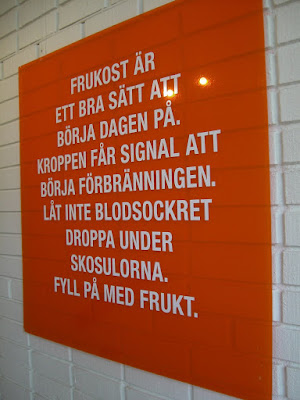 FRUKOST ÄR
ETT BRA SÄTT ATT
BÖRJA DAGEN PÅ.
KROPPEN FÅR SIGNAL ATT
BÖRJA FÖRBRÄNNINGEN.
LÅT INTE BLODSOCKRET
DROPPA UNDER
SKOSULORNA.
FYLL PÅ MED FRUKT.